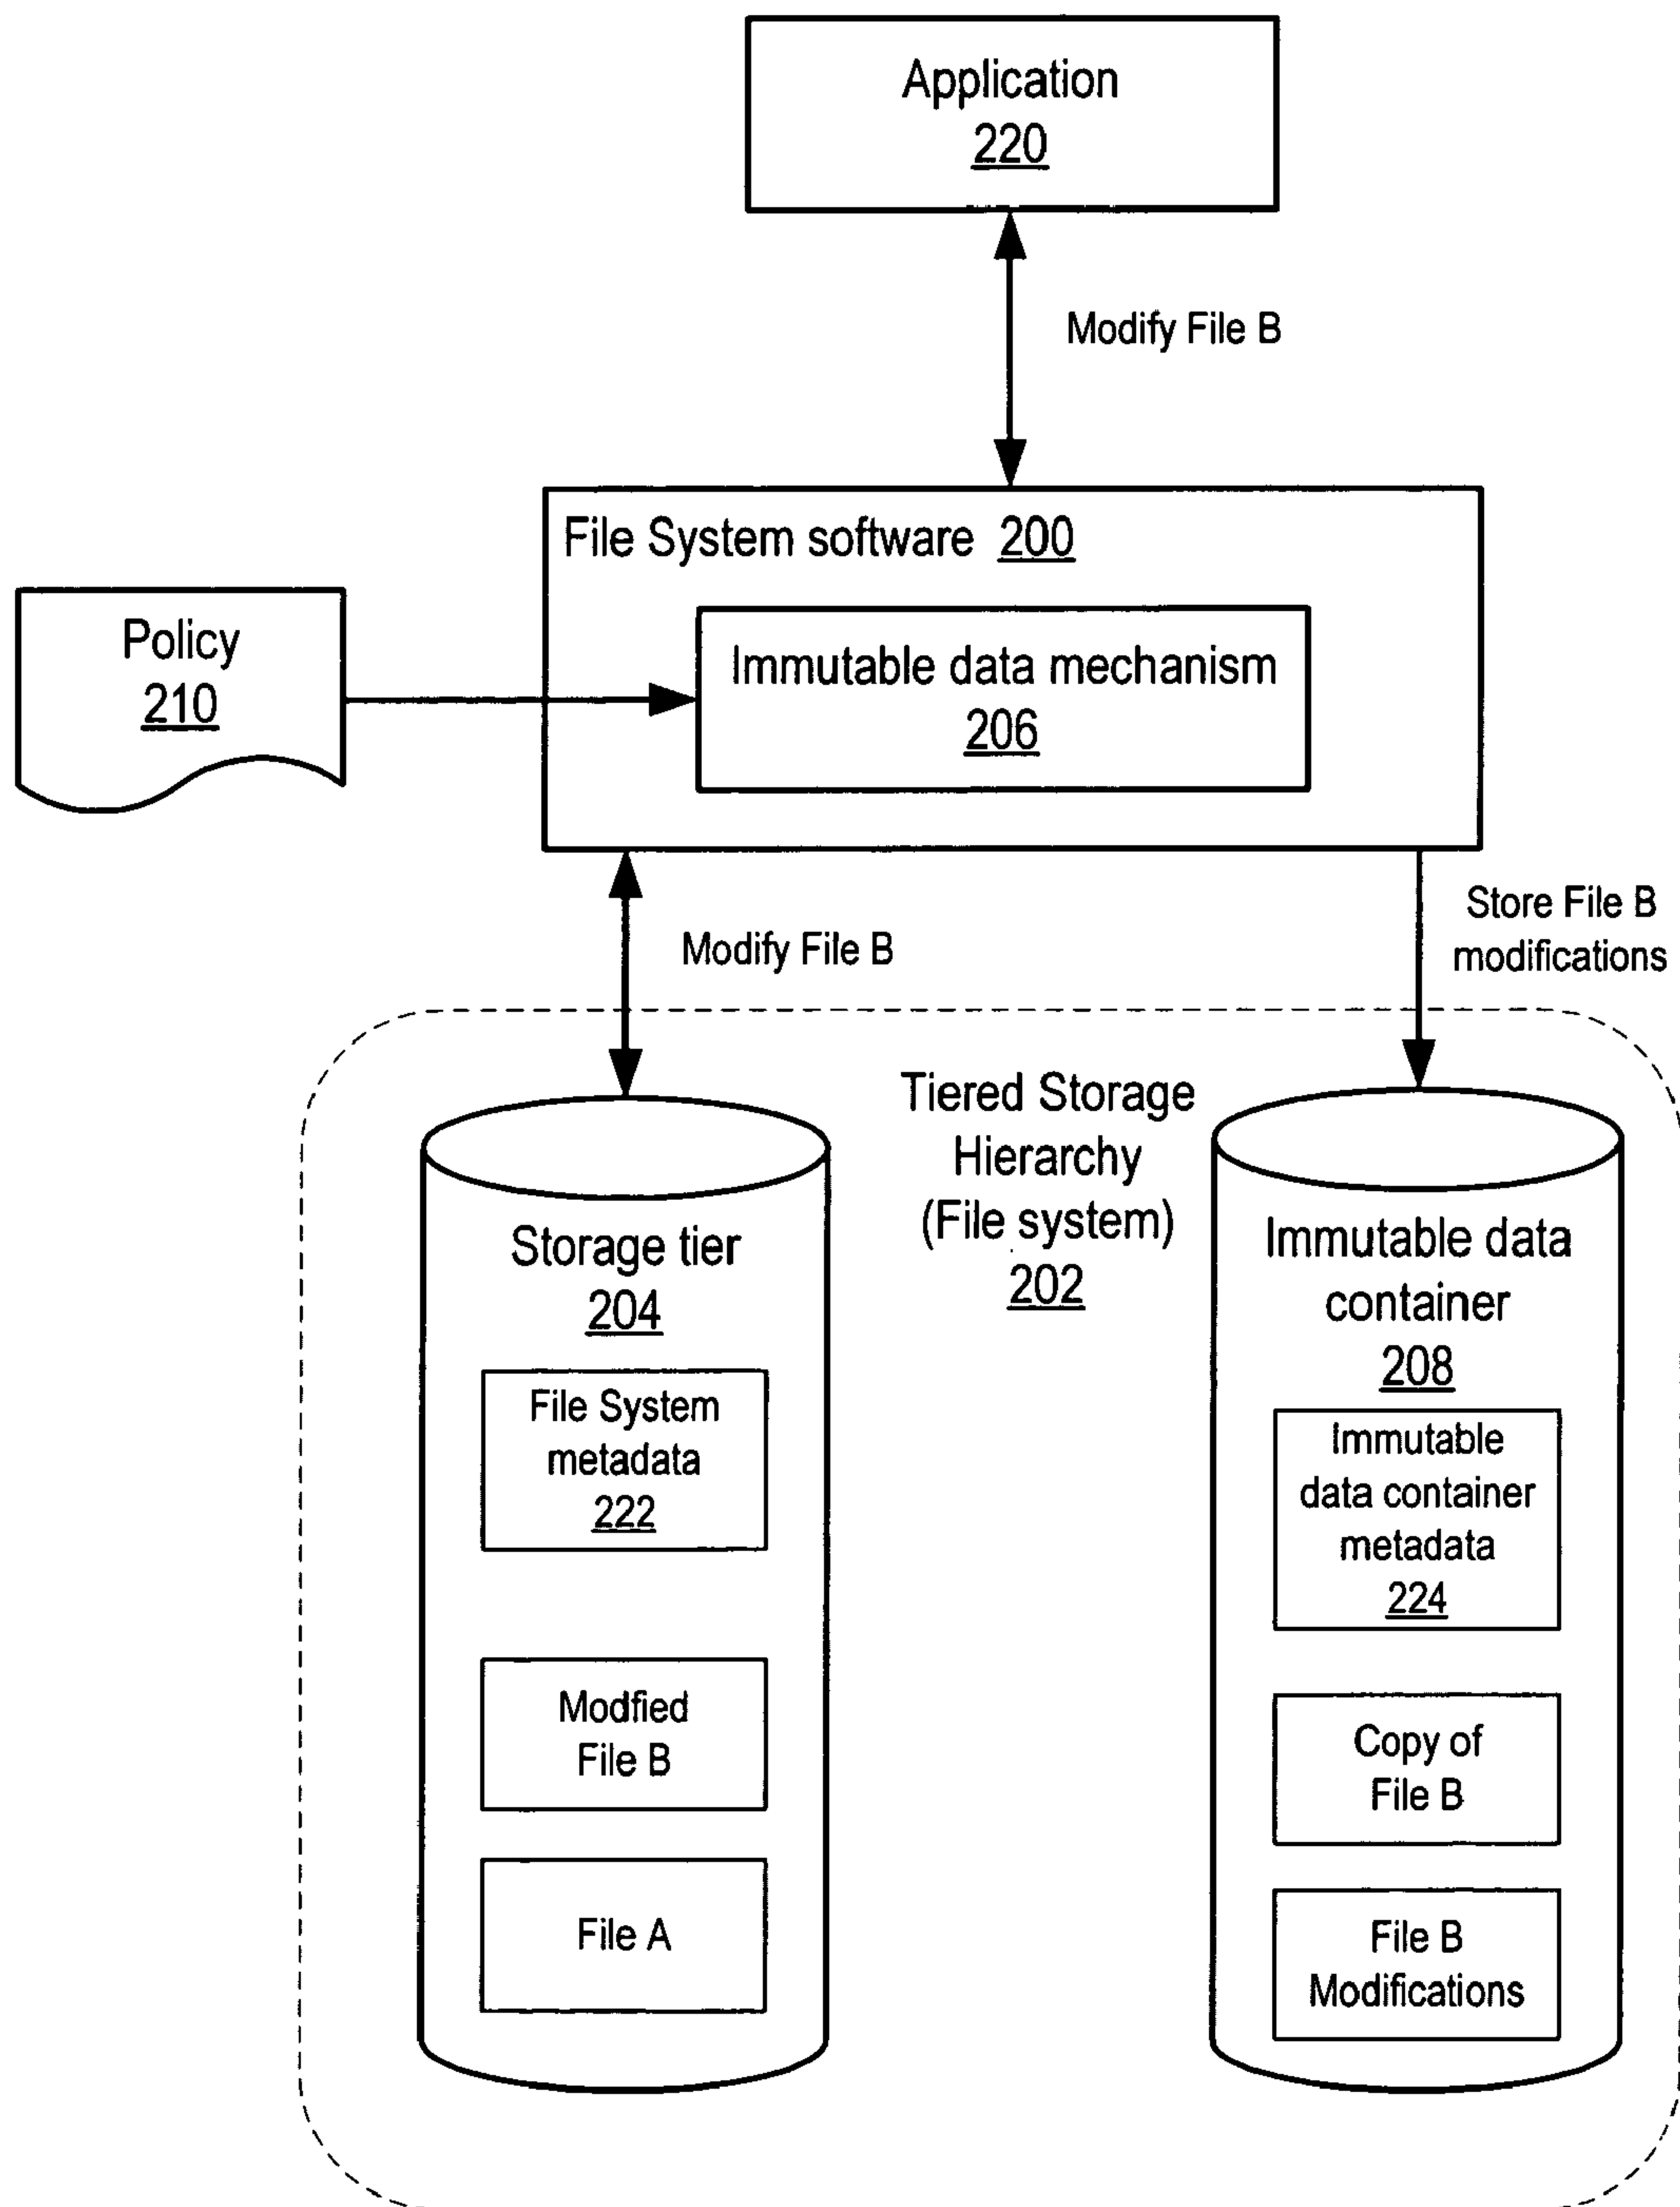 Application
220
Modify File B
File System software 200
Policy
210
Immutable data mechanism
206
Modify File B
Store File B
modifications
Tiered Storage
Hierarchy
(File system)
202
Storage tier
204
File System
metadata
222
Modfied
File B
File A
Immutable data
container
208
Immutable
data container
metadata
224
Copy of
File B
File B
Modifications